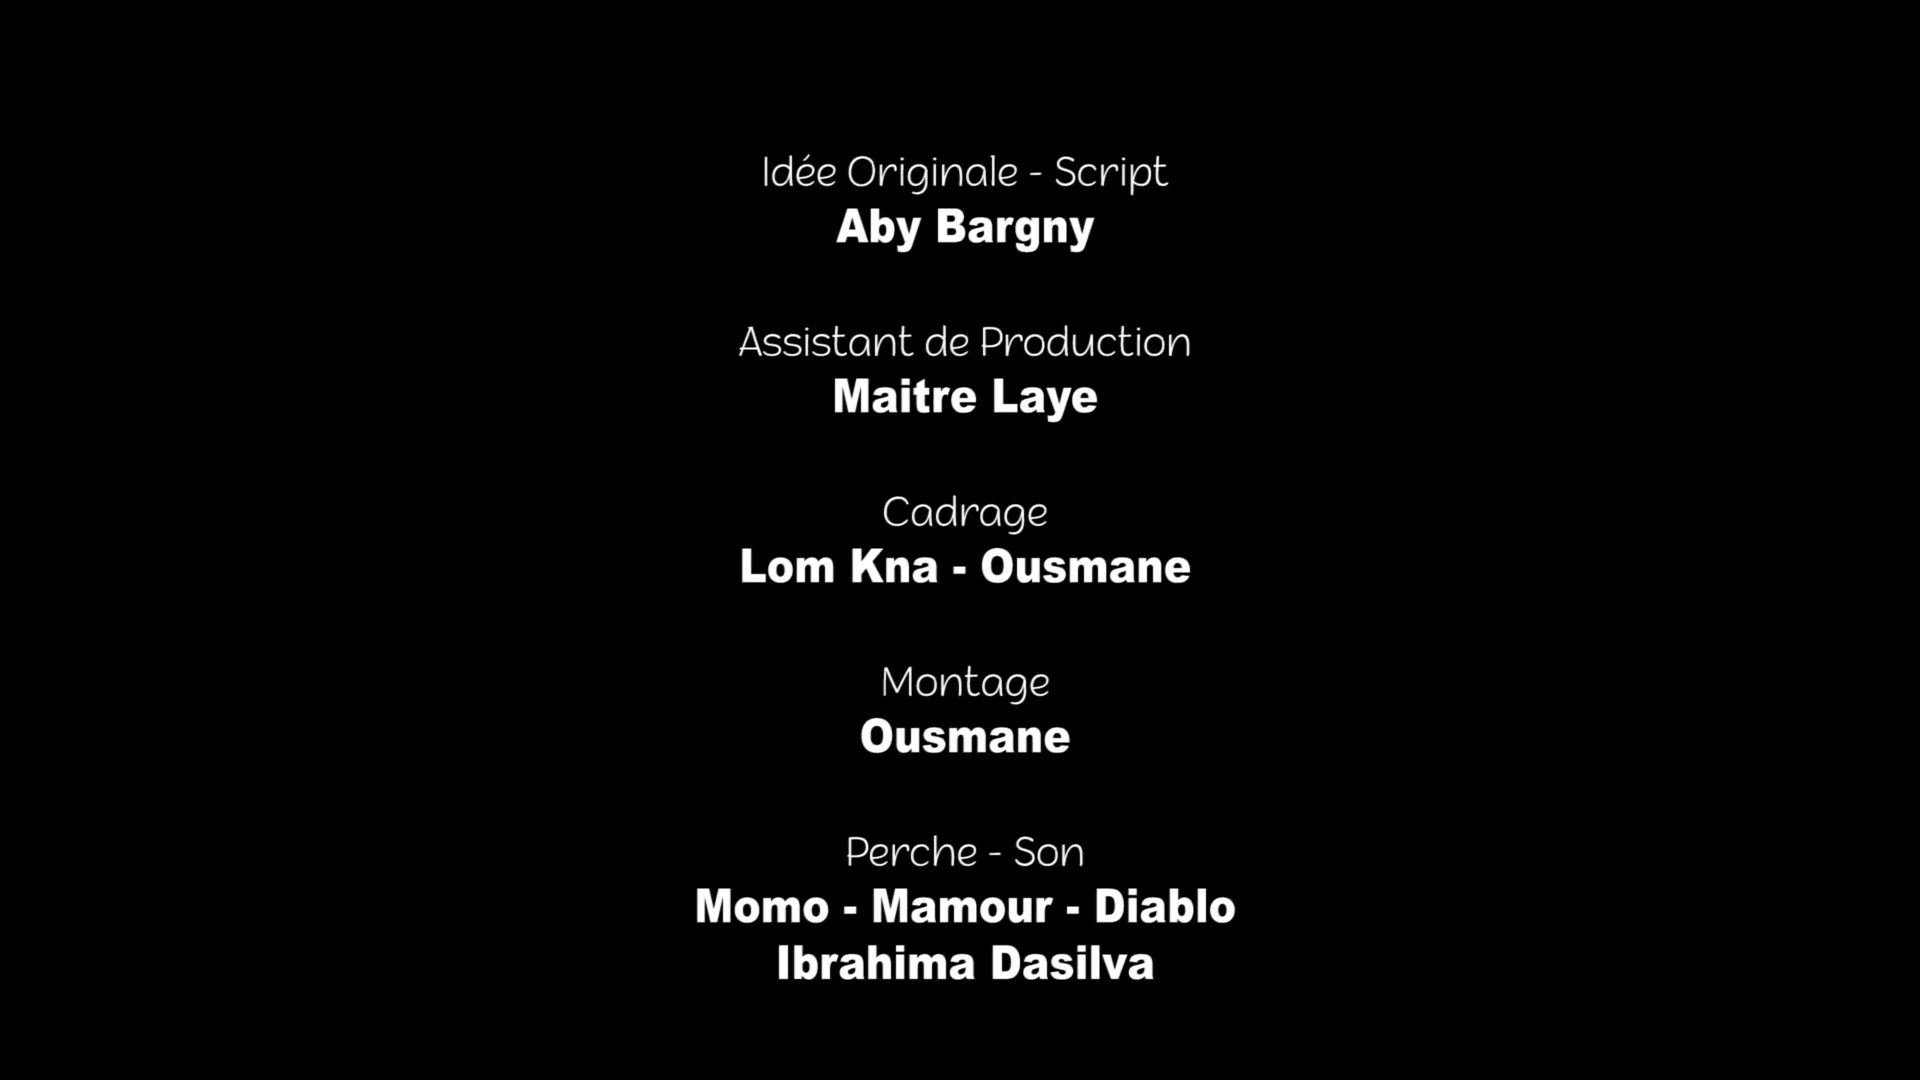 Idée Originale - Script
Aby Bargny
Assistant de Production
Maitre Laye
Cadrage
Lom Kna - Ousmane
Montage
Ousmane
Perche - Son
Momo - Mamour - Diablo
Ibrahima Dasilva